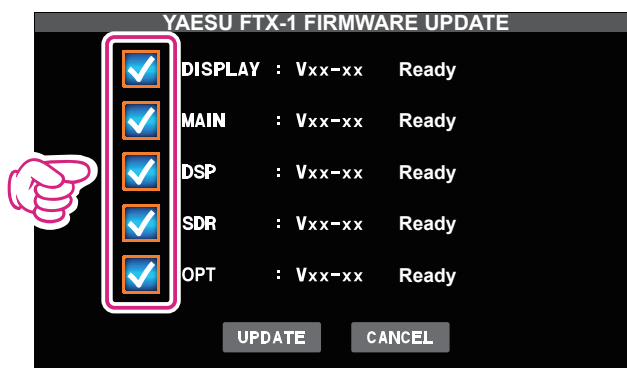 YAESU FTX-1 FIRMWARE UPDATE
DISPLAY : Vxx-xx Ready
MAIN : Vxx-xx Ready
DSP : Vxx-xx Ready
SDR : Vxx-xx Ready
OPT : Vxx-xx Ready
UPDATE CANCEL